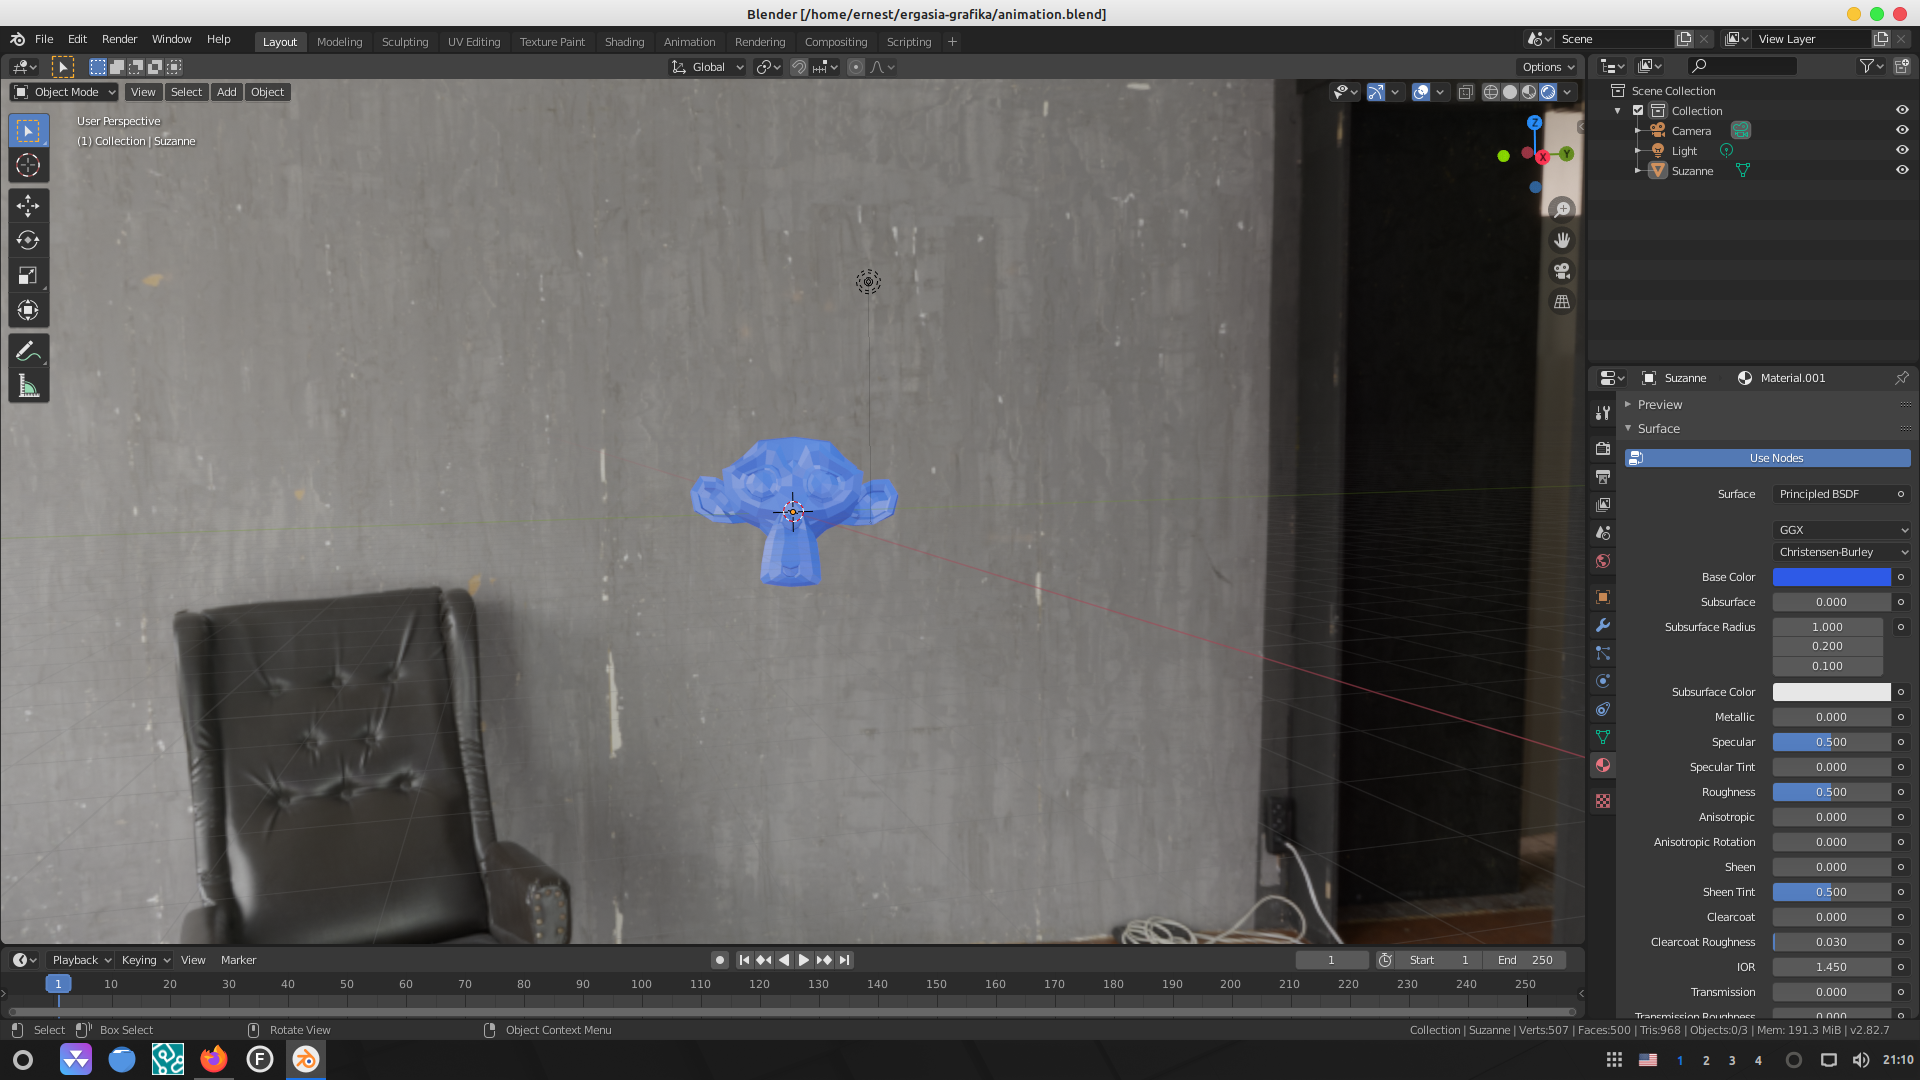 Blender [/home/ernest/ergasia-grafika/animation.blend]
File Edit Render Window Help
Layout Modeling Sculpting UV Editing Texture Paint Shading Animation Rendering Compositing Scripting +
Scene
View Layer
Global
Options
Object Mode View Select Add Object
User Perspective
(1) Collection | Suzanne
Z
X
Y
Scene Collection
Collection
Camera
Light
Suzanne
Suzanne
Material.001
Preview
Surface
Use Nodes
Surface Principled BSDF
GGX
Christensen-Burley
Base Color
Subsurface 0.000
Subsurface Radius 1.000
0.200
0.100
Subsurface Color
Metallic 0.000
Specular 0.500
Specular Tint 0.000
Roughness 0.500
Anisotropic 0.000
Anisotropic Rotation 0.000
Sheen 0.000
Sheen Tint 0.500
Clearcoat 0.000
Clearcoat Roughness 0.030
IOR 1.450
Transmission 0.000
Transmission Roughness 0.000
Playback Keying View Marker
1
Start 1
End 250
1 10 20 30 40 50 60 70 80 90 100 110 120 130 140 150 160 170 180 190 200 210 220 230 240 250
Select Box Select Rotate View Object Context Menu
Collection | Suzanne | Verts:507 | Faces:500 | Tris:968 | Objects:0/3 | Mem: 191.3 MiB | v2.82.7
F
1 2 3 4
21:10